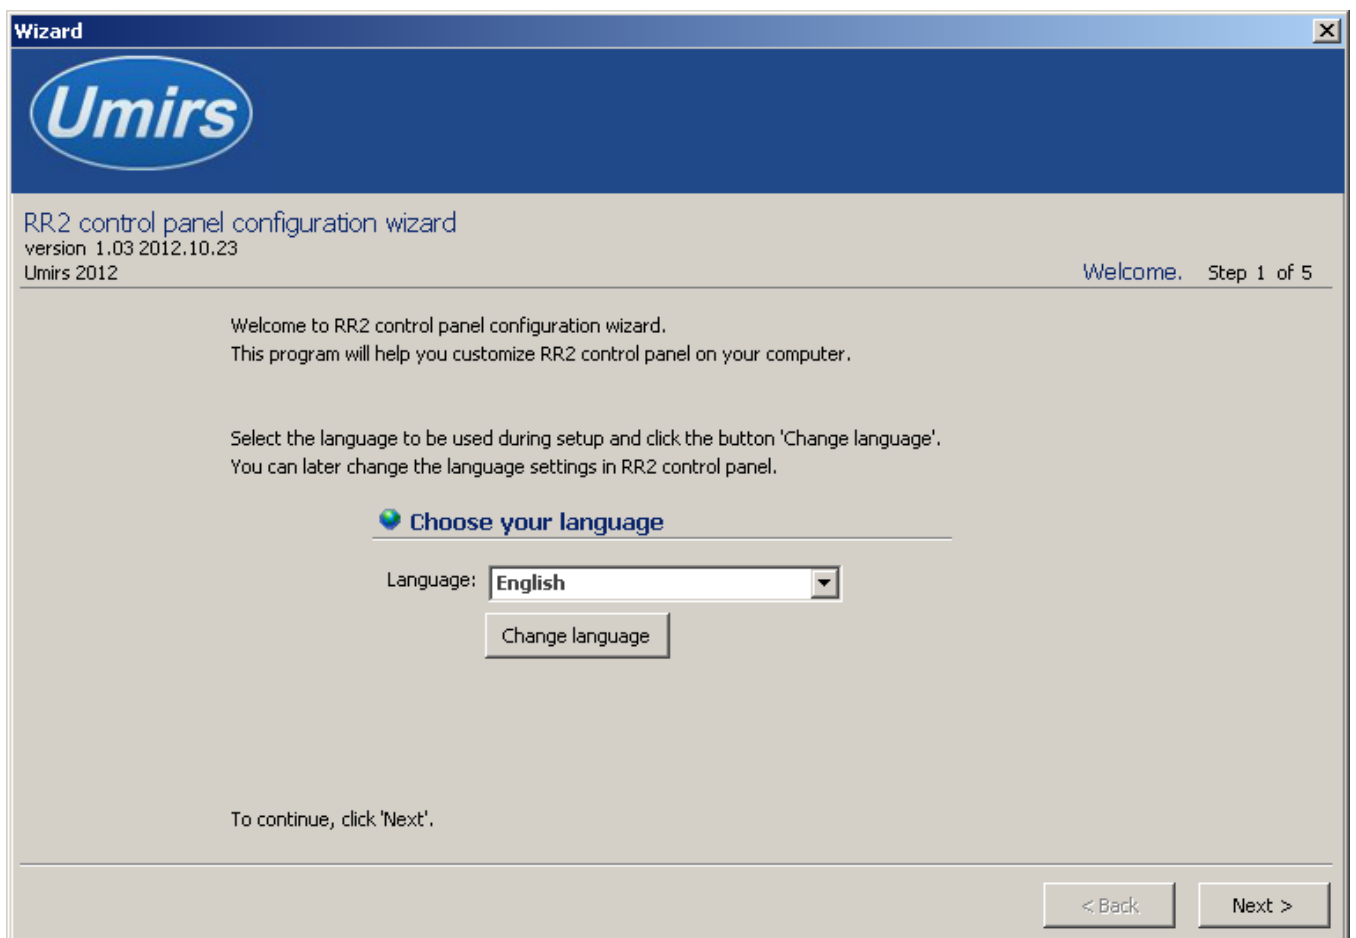 Wizard
Umirs
RR2 control panel configuration wizard
version 1.03 2012.10.23
Umirs 2012
Welcome. Step 1 of 5
Welcome to RR2 control panel configuration wizard.
This program will help you customize RR2 control panel on your computer.
Select the language to be used during setup and click the button 'Change language'.
You can later change the language settings in RR2 control panel.
Choose your language
Language: English
Change language
To continue, click 'Next'.
< Back Next >